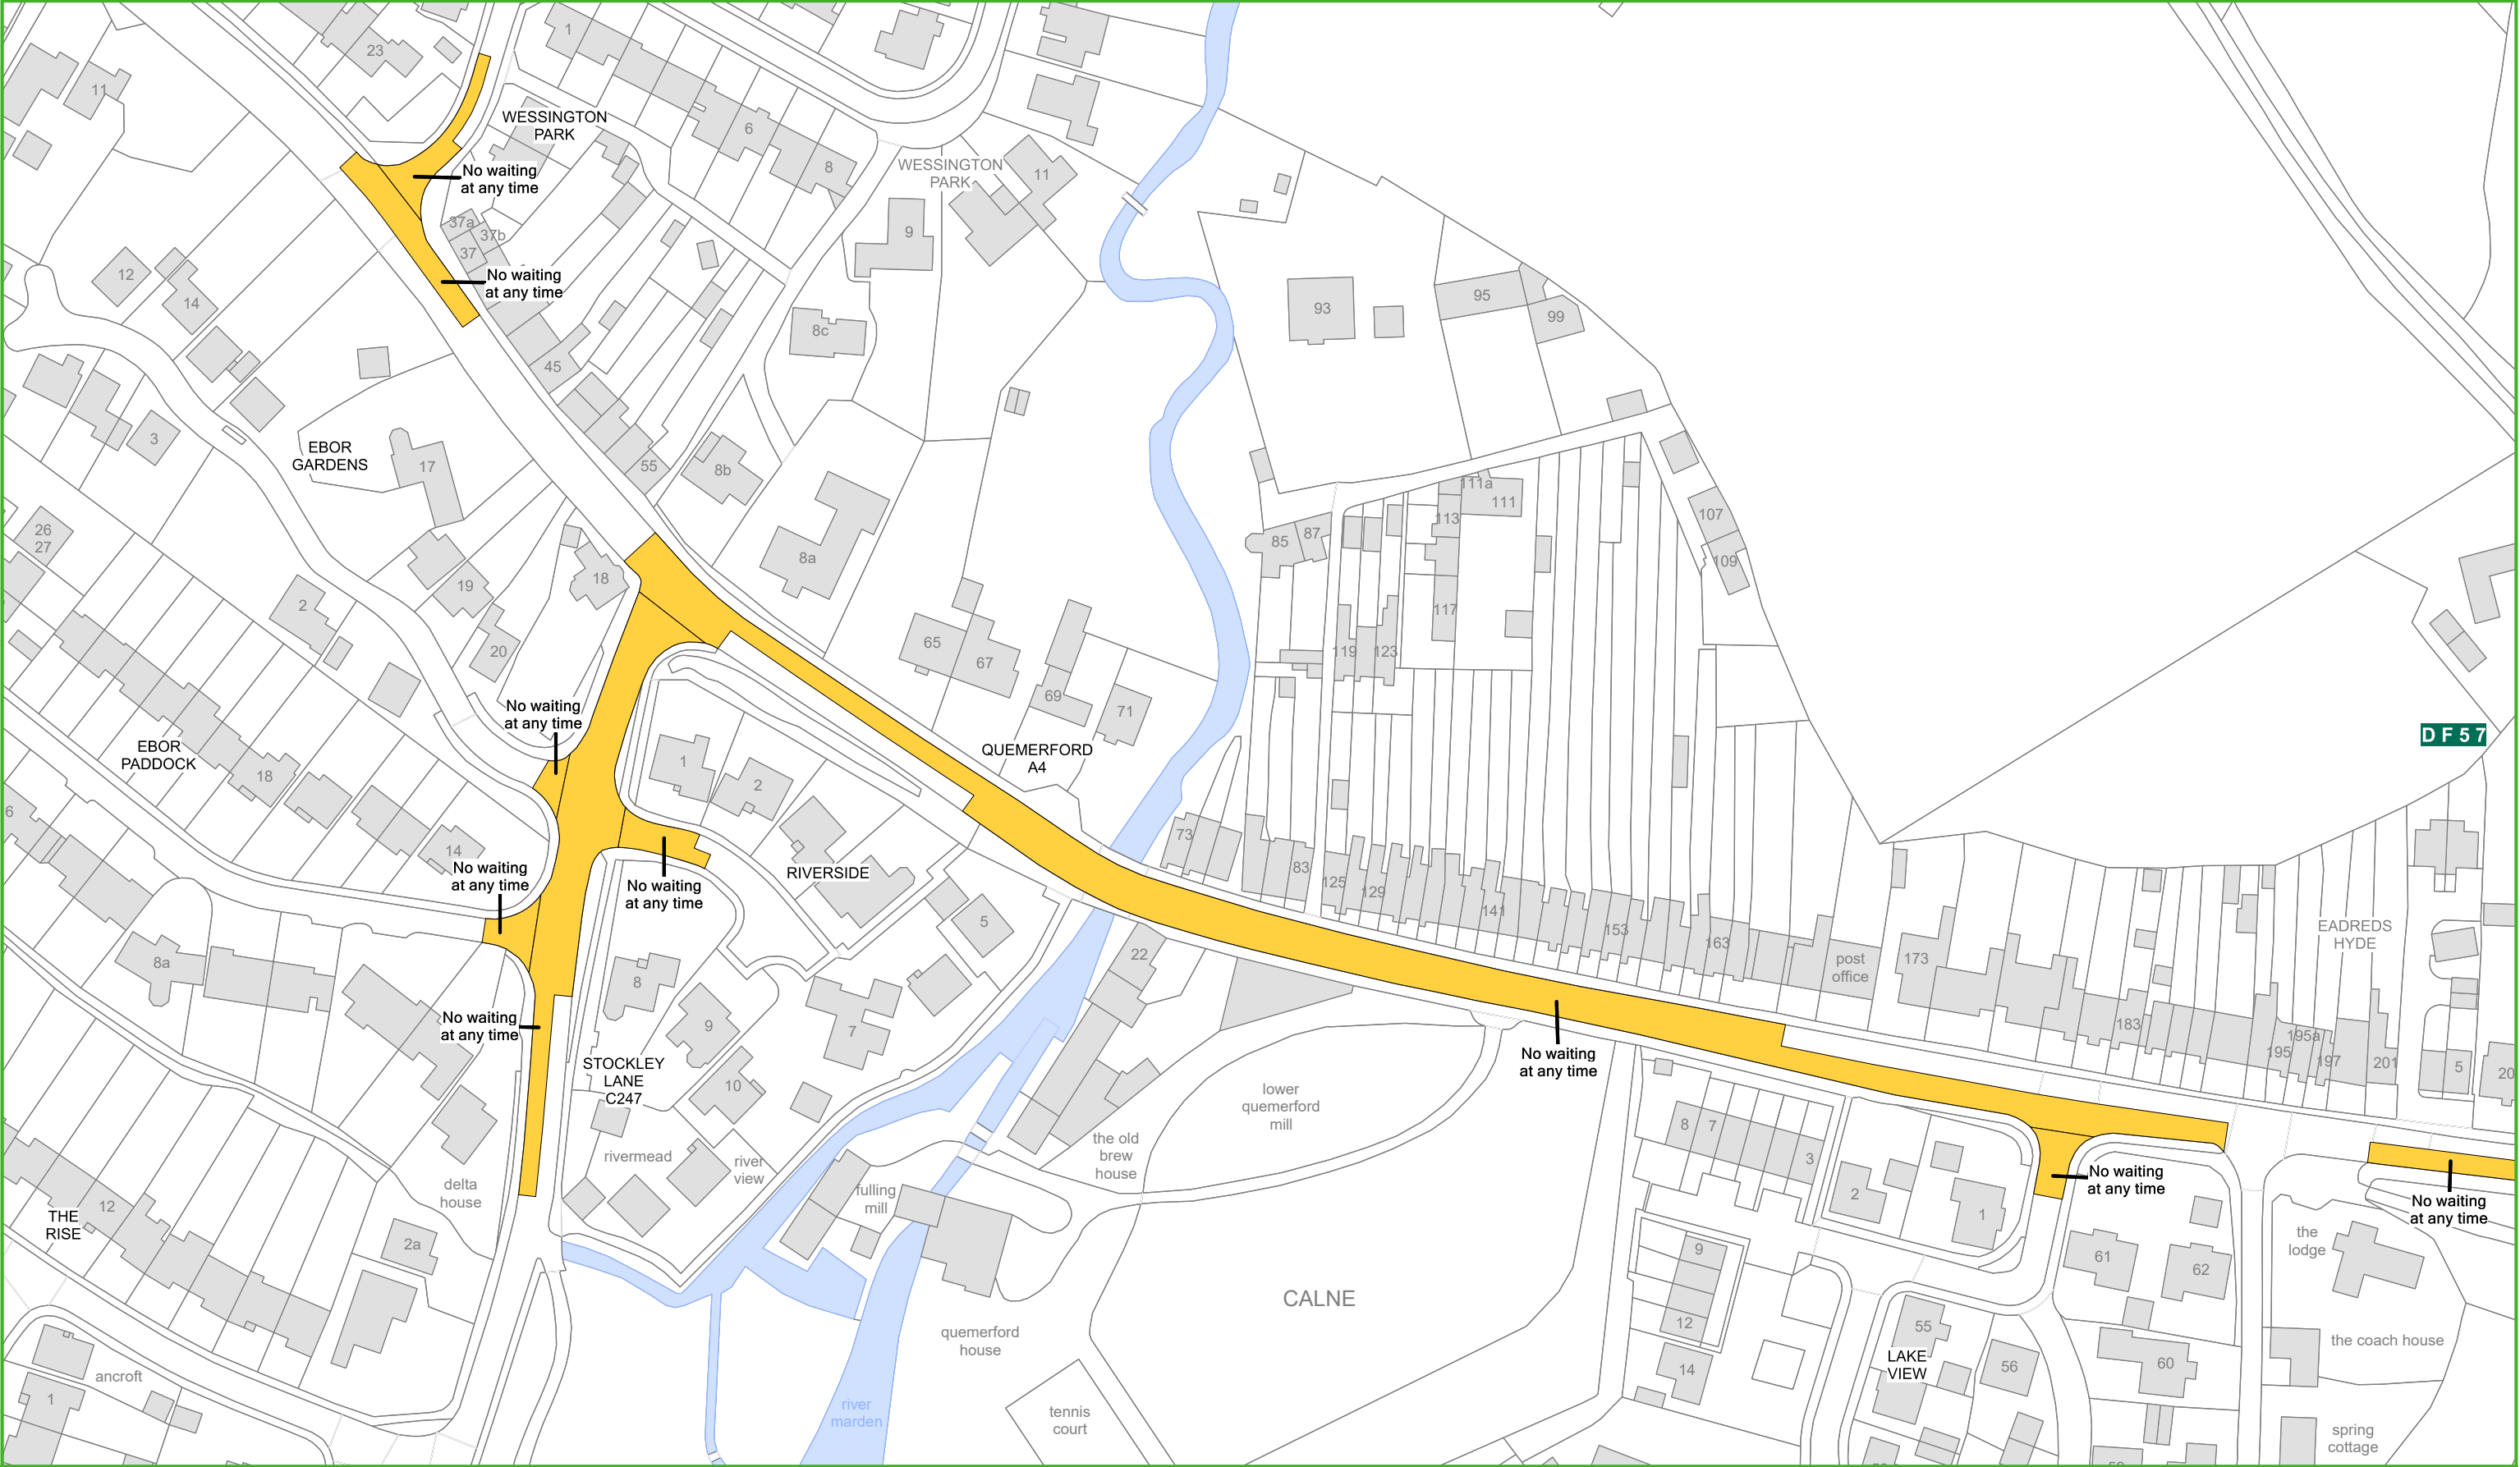 23
1
11
WESSINGTON
PARK
6
8
WESSINGTON
PARK
11
No waiting
at any time
37a
37b
37
9
12
14
No waiting
at any time
93
95
99
8c
45
3
EBOR
GARDENS
17
55
8b
111a
111
113
107
26
27
85
87
109
8a
18
19
2
117
65
67
119
123
20
69
71
No waiting
at any time
D F 5 7
EBOR
PADDOCK
QUEMERFORD
A4
1
2
18
6
14
73
83
RIVERSIDE
No waiting
at any time
No waiting
at any time
125
129
141
153
163
post
office
173
EADREDS
HYDE
5
22
8a
8
No waiting
at any time
9
7
183
195a
195
197
201
5
20
STOCKLEY
LANE
C247
10
No waiting
at any time
lower
quemerford
mill
8
7
3
the old
brew
house
rivermead
river
view
delta
house
fulling
mill
12
THE
RISE
2a
2
1
No waiting
at any time
No waiting
at any time
the
lodge
61
62
9
12
14
CALNE
quemerford
house
55
56
LAKE
VIEW
60
the coach house
ancroft
1
river
marden
tennis
court
spring
cottage